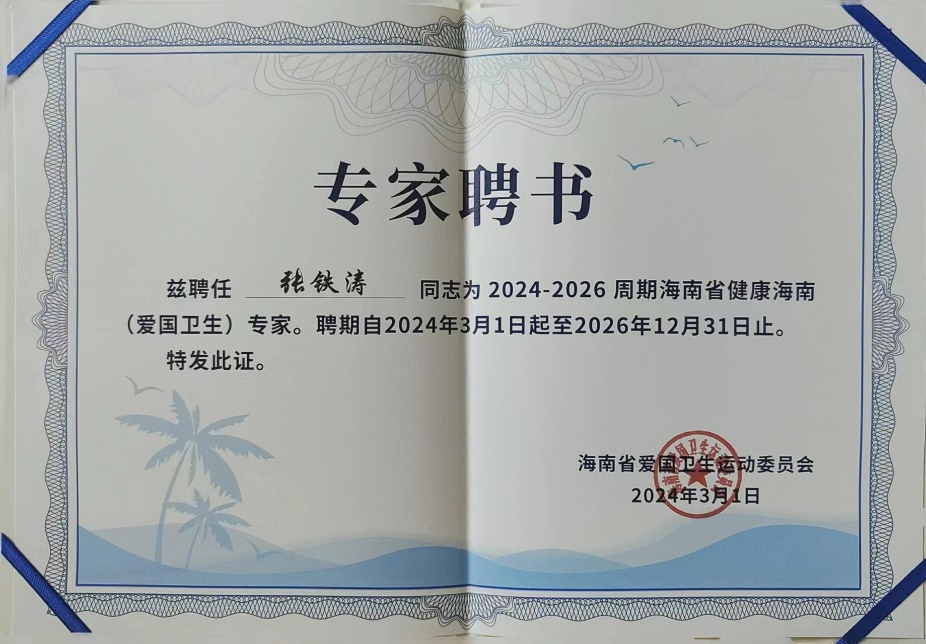 专家聘书
兹聘任 张铁涛 同志为 2024-2026 周期海南省健康海南
（爱国卫生）专家。聘期自2024年3月1日起至2026年12月31日止。
特发此证。
海南省爱国卫生运动委员会
2024年3月1日